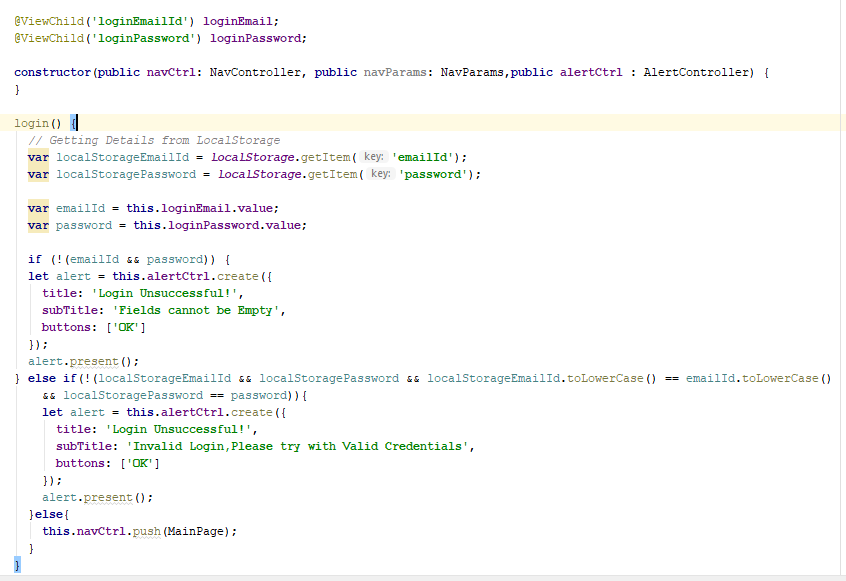 @ViewChild('loginEmailId') loginEmail;
@ViewChild('loginPassword') loginPassword;
constructor(public navCtrl: NavController, public navParams: NavParams,public alertCtrl : AlertController) {
}
login() {
// Getting Details from LocalStorage
var localStorageEmailId = localStorage.getItem( key: 'emailId');
var localStoragePassword = localStorage.getItem( key: 'password');
var emailId = this.loginEmail.value;
var password = this.loginPassword.value;
if (!(emailId && password)) {
let alert = this.alertCtrl.create({
title: 'Login Unsuccessful!',
subTitle: 'Fields cannot be Empty',
buttons: ['OK']
});
alert.present();
} else if(!(localStorageEmailId && localStoragePassword && localStorageEmailId.toLowerCase() == emailId.toLowerCase()
&& localStoragePassword == password)){
let alert = this.alertCtrl.create({
title: 'Login Unsuccessful!',
subTitle: 'Invalid Login,Please try with Valid Credentials',
buttons: ['OK']
});
alert.present();
}else{
this.navCtrl.push(MainPage);
}
}